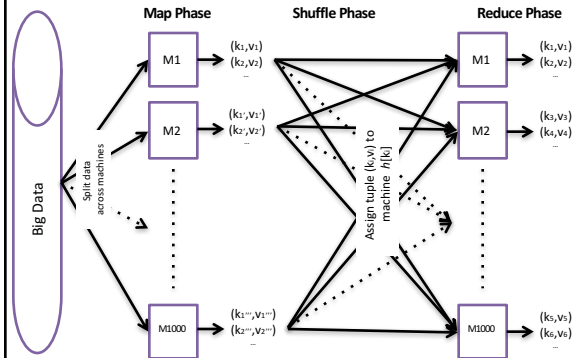 Map Phase
Shuffle Phase
Reduce Phase
Big Data
Split data
across machines
M1
(k₁,v₁)
(k₂,v₂)
...
M2
(k₁',v₁')
(k₂',v₂')
...
M1000
(k₁''',v₁''')
(k₂''',v₂''')
...
Assign tuple (kᵢ,vᵢ) to
machine h[kᵢ]
M1
(k₁,v₁)
(k₂,v₂)
...
M2
(k₃,v₃)
(k₄,v₄)
...
M1000
(k₅,v₅)
(k₆,v₆)
...